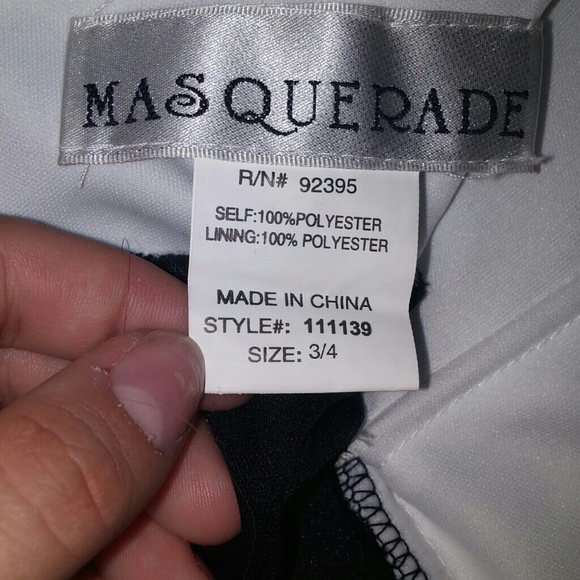 MASQUERADE
R/N# 92395
SELF:100%POLYESTER
LINING:100% POLYESTER
MADE IN CHINA
STYLE#: 111139
SIZE: 3/4